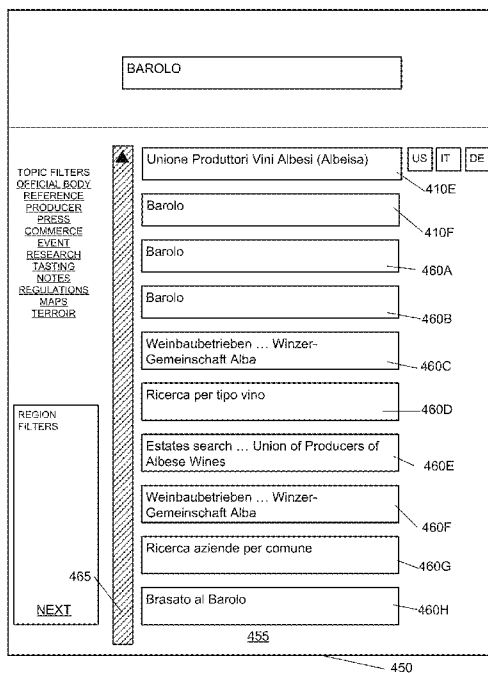 BAROLO
TOPIC FILTERS
OFFICIAL BODY
REFERENCE
PRODUCER
PRESS
COMMERCE
EVENT
RESEARCH
TASTING
NOTES
REGULATIONS
MAPS
TERROIR
REGION
FILTERS
NEXT
465
Unione Produttori Vini Albesi (Albeisa)
US IT DE
410E
Barolo
410F
Barolo
460A
Barolo
460B
Weinbaubetrieben ... Winzer-
Gemeinschaft Alba
460C
Ricerca per tipo vino
460D
Estates search ... Union of Producers of
Albese Wines
460E
Weinbaubetrieben ... Winzer-
Gemeinschaft Alba
460F
Ricerca aziende per comune
460G
Brasato al Barolo
460H
455
450